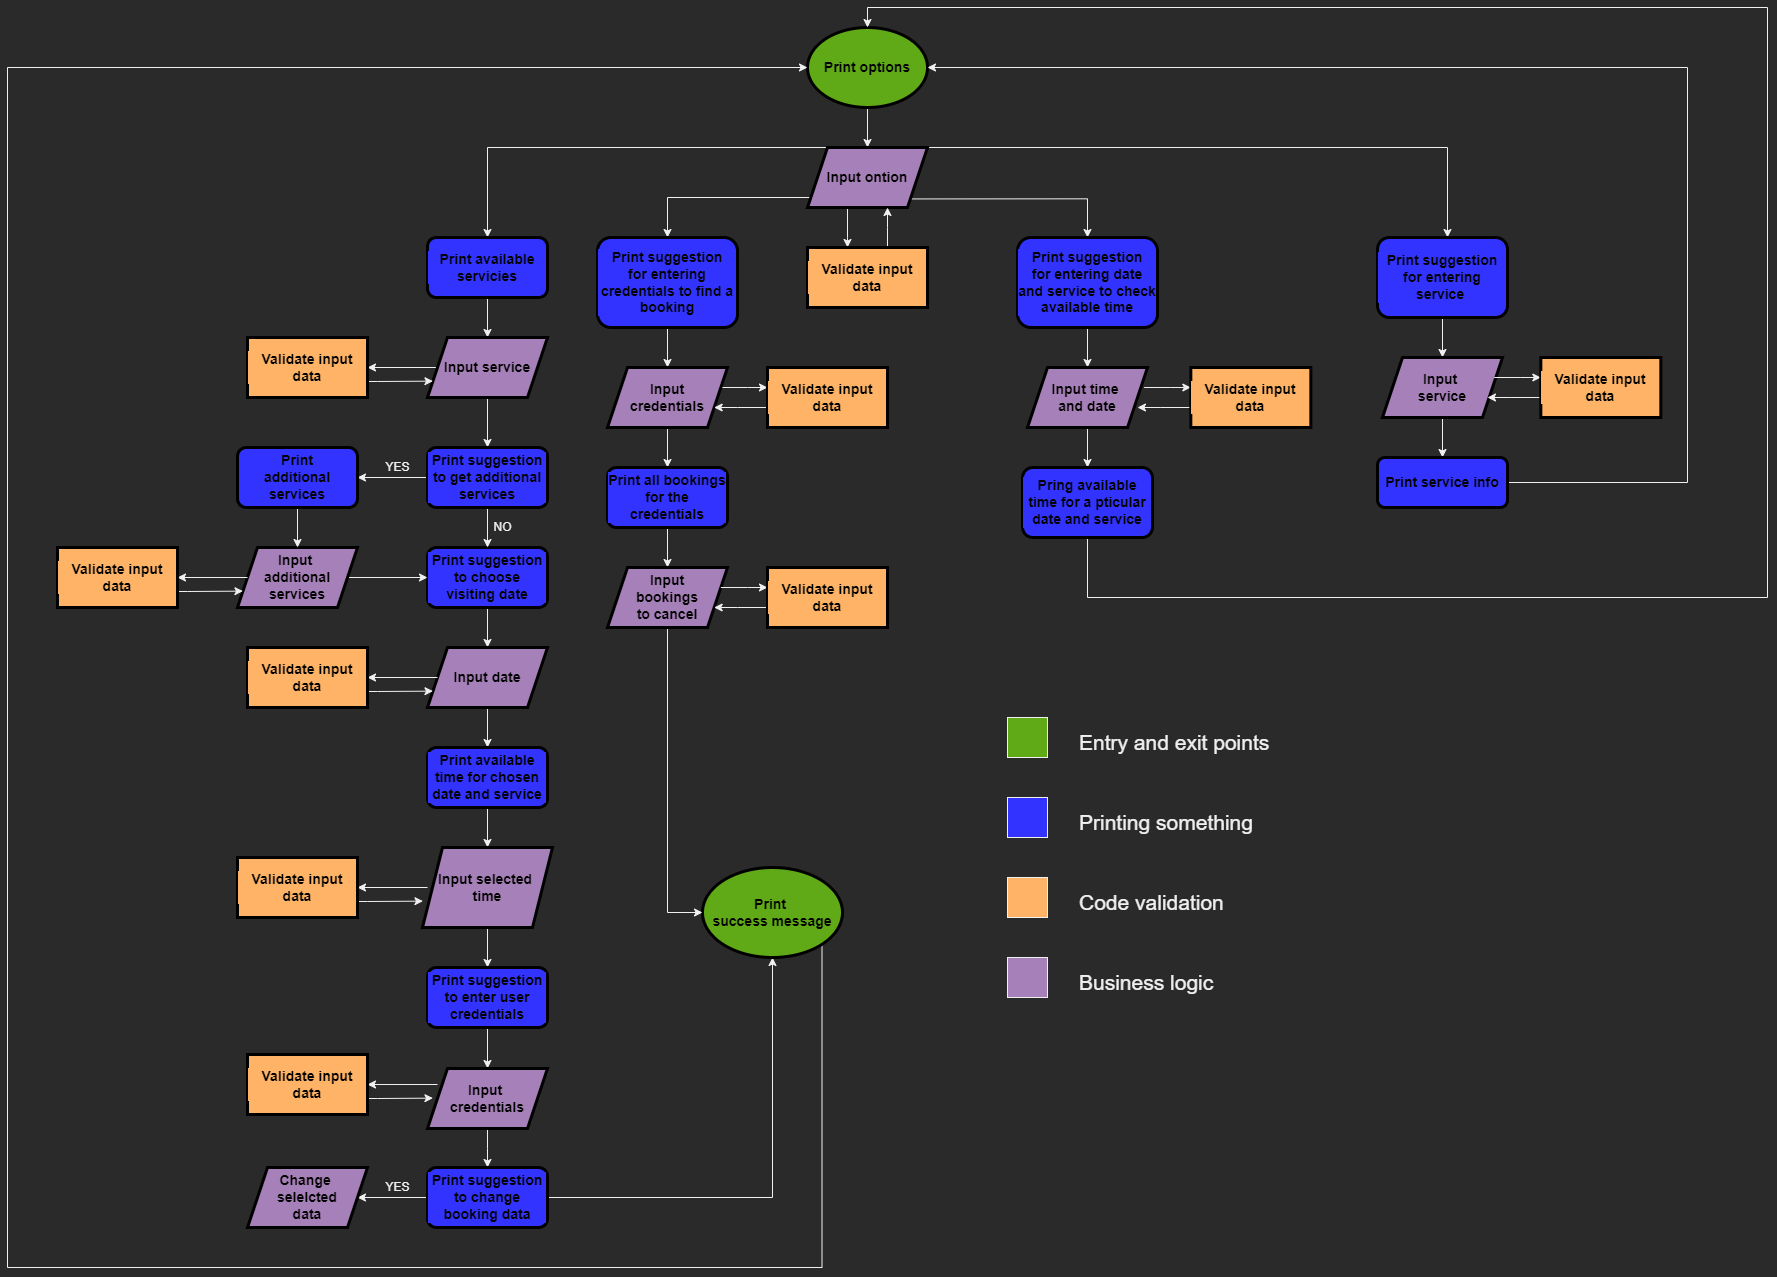 Print options
Input ontion
Print available
servicies
Print suggestion
for entering
credentials to find a
booking
Validate input
data
Print suggestion
for entering date
and service to check
available time
Print suggestion
for entering
service
Validate input
data
Input service
Input
credentials
Validate input
data
Input time
and date
Validate input
data
Input
service
Validate input
data
Print
additional
services
YES
Print suggestion
to get additional
services
Print all bookings
for the
credentials
Pring available
time for a pticular
date and service
Print service info
NO
Validate input
data
Input
additional
services
Print suggestion
to choose
visiting date
Input
bookings
to cancel
Validate input
data
Validate input
data
Input date
Print available
time for chosen
date and service
Validate input
data
Input selected
time
Print
success message
Print suggestion
to enter user
credentials
Validate input
data
Input
credentials
Change
selelcted
data
YES
Print suggestion
to change
booking data
Entry and exit points
Printing something
Code validation
Business logic